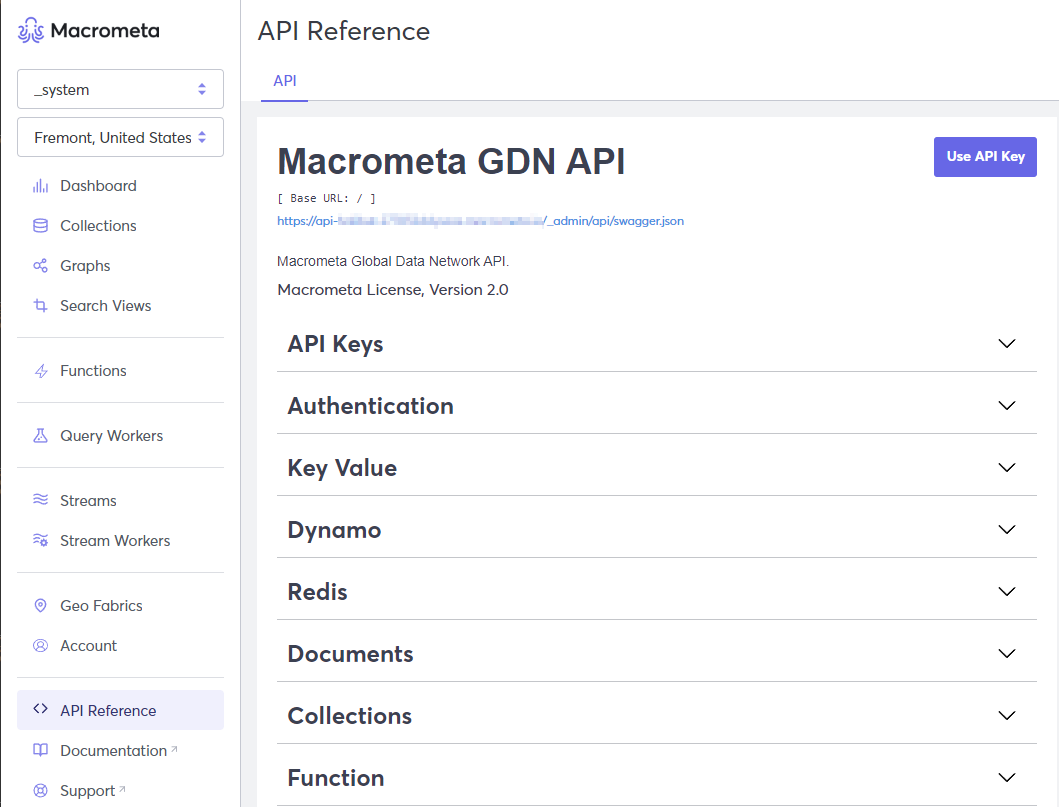 Macrometa
_system
Fremont, United States
Dashboard
Collections
Graphs
Search Views
Functions
Query Workers
Streams
Stream Workers
Geo Fabrics
Account
API Reference
Documentation
Support
API Reference
API
Macrometa GDN API
Use API Key
[ Base URL: / ]
https://api-/_admin/api/swagger.json
Macrometa Global Data Network API.
Macrometa License, Version 2.0
API Keys
Authentication
Key Value
Dynamo
Redis
Documents
Collections
Function